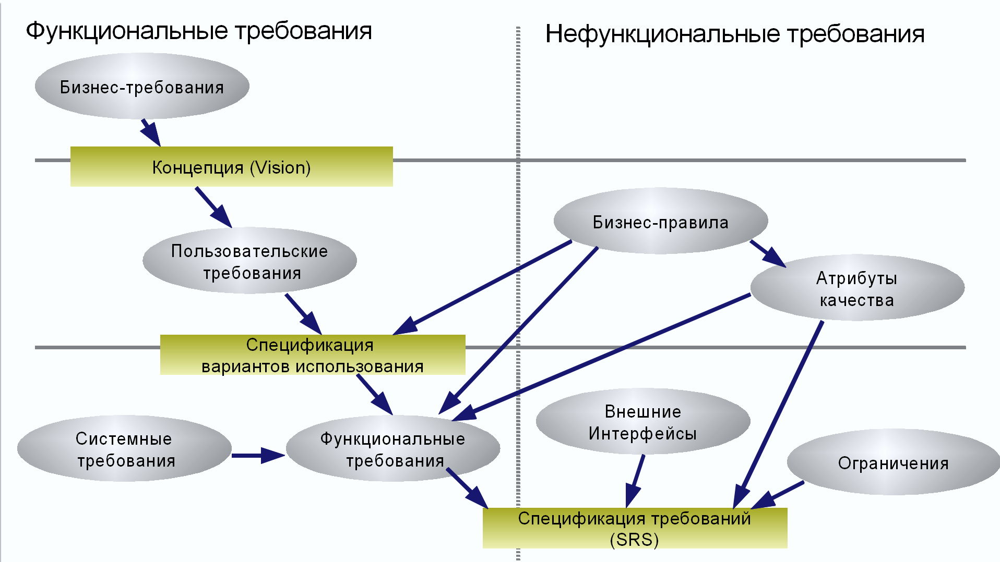 Функциональные требования
Нефункциональные требования
Бизнес-требования
Концепция (Vision)
Бизнес-правила
Пользовательские
требования
Атрибуты
качества
Спецификация
вариантов использования
Внешние
Интерфейсы
Системные
требования
Функциональные
требования
Ограничения
Спецификация требований
(SRS)